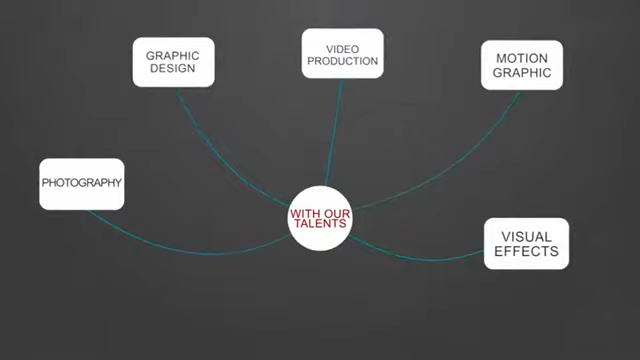 GRAPHIC
DESIGN
VIDEO
PRODUCTION
MOTION
GRAPHIC
PHOTOGRAPHY
WITH OUR
TALENTS
VISUAL
EFFECTS